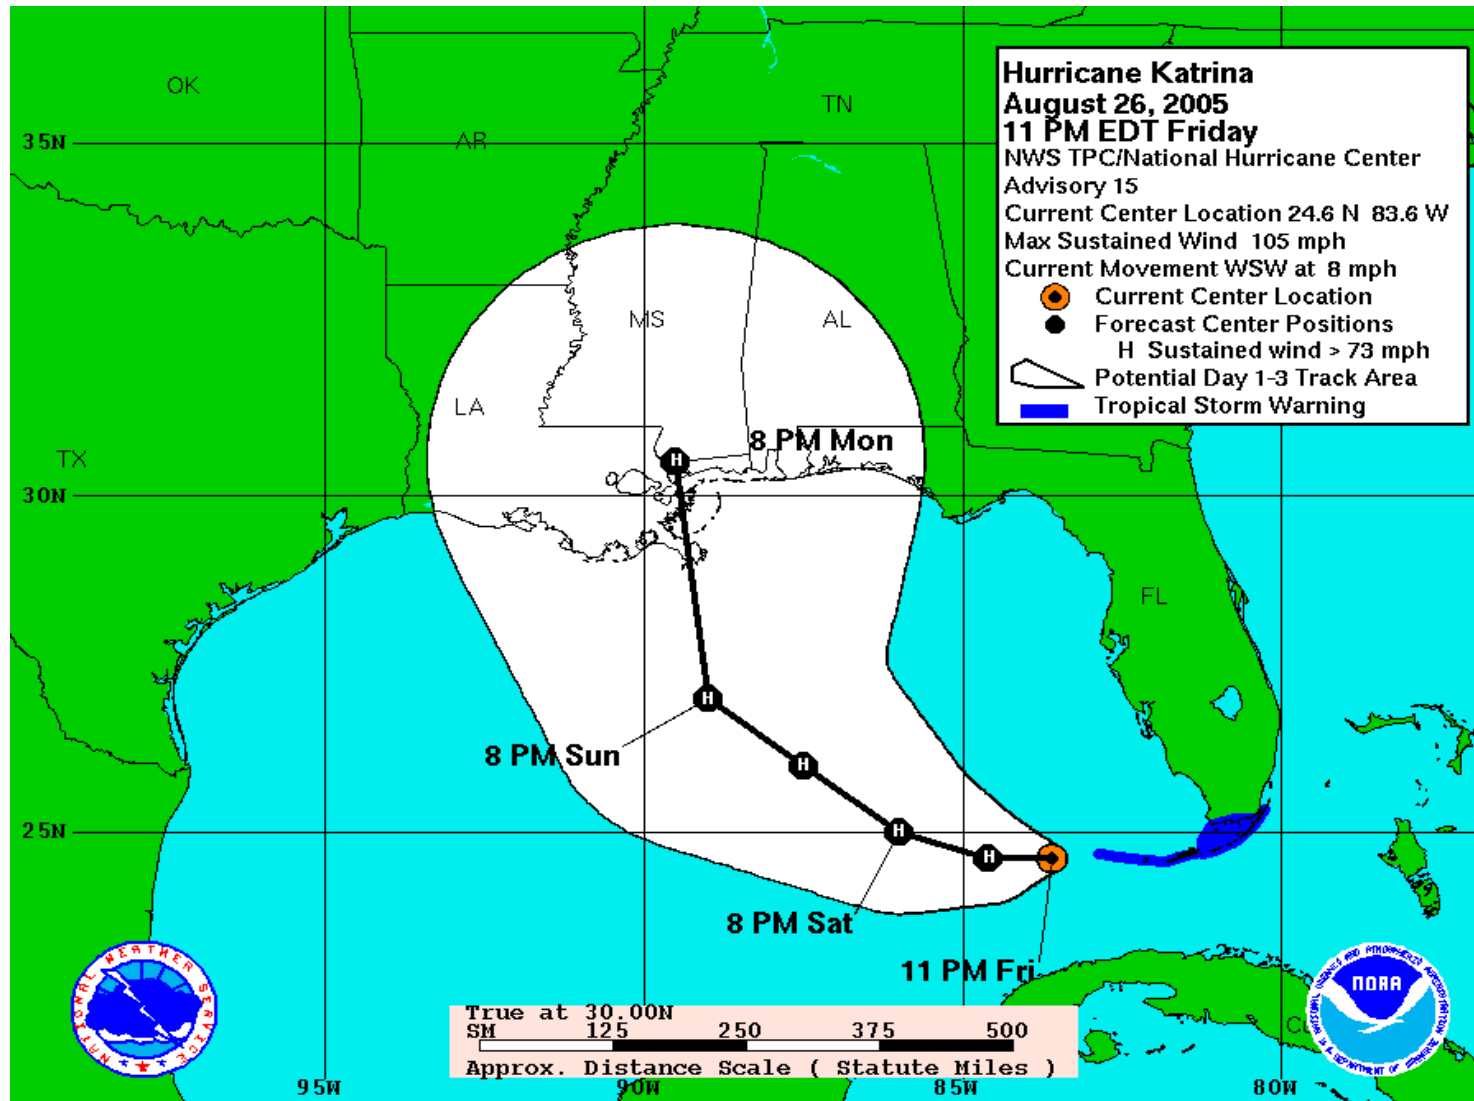 OK
TN
AR
35N
Hurricane Katrina
August 26, 2005
11 PM EDT Friday
NWS TPC/National Hurricane Center
Advisory 15
Current Center Location 24.6 N 83.6 W
Max Sustained Wind 105 mph
Current Movement WSW at 8 mph
Current Center Location
Forecast Center Positions
H Sustained wind > 73 mph
Potential Day 1-3 Track Area
Tropical Storm Warning
MS
AL
LA
TX
8 PM Mon
H
30N
FL
H
8 PM Sun
H
25N
H
H
8 PM Sat
11 PM Fri
NATIONAL WEATHER SERVICE
NOAA
True at 30.00N
SM 125 250 375 500
Approx. Distance Scale ( Statute Miles )
95W
90W
85W
80W